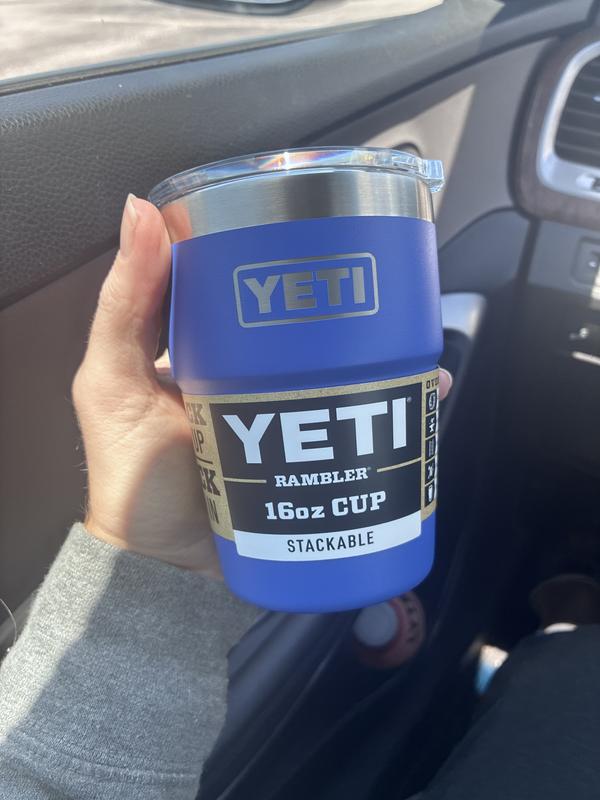 YETI
YETI®
RAMBLER®
16oz CUP
STACKABLE